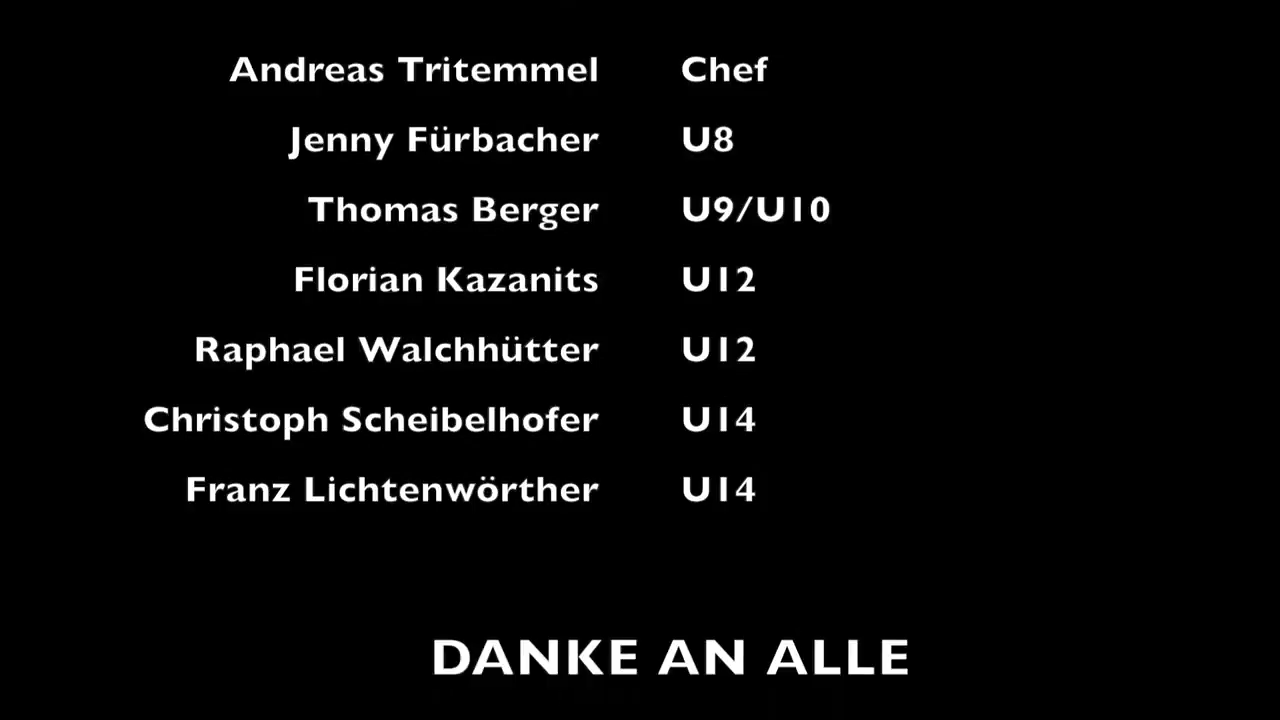 Andreas Tritemmel Chef
Jenny Fürbacher U8
Thomas Berger U9/U10
Florian Kazanits U12
Raphael Walchhütter U12
Christoph Scheibelhofer U14
Franz Lichtenwörther U14
DANKE AN ALLE